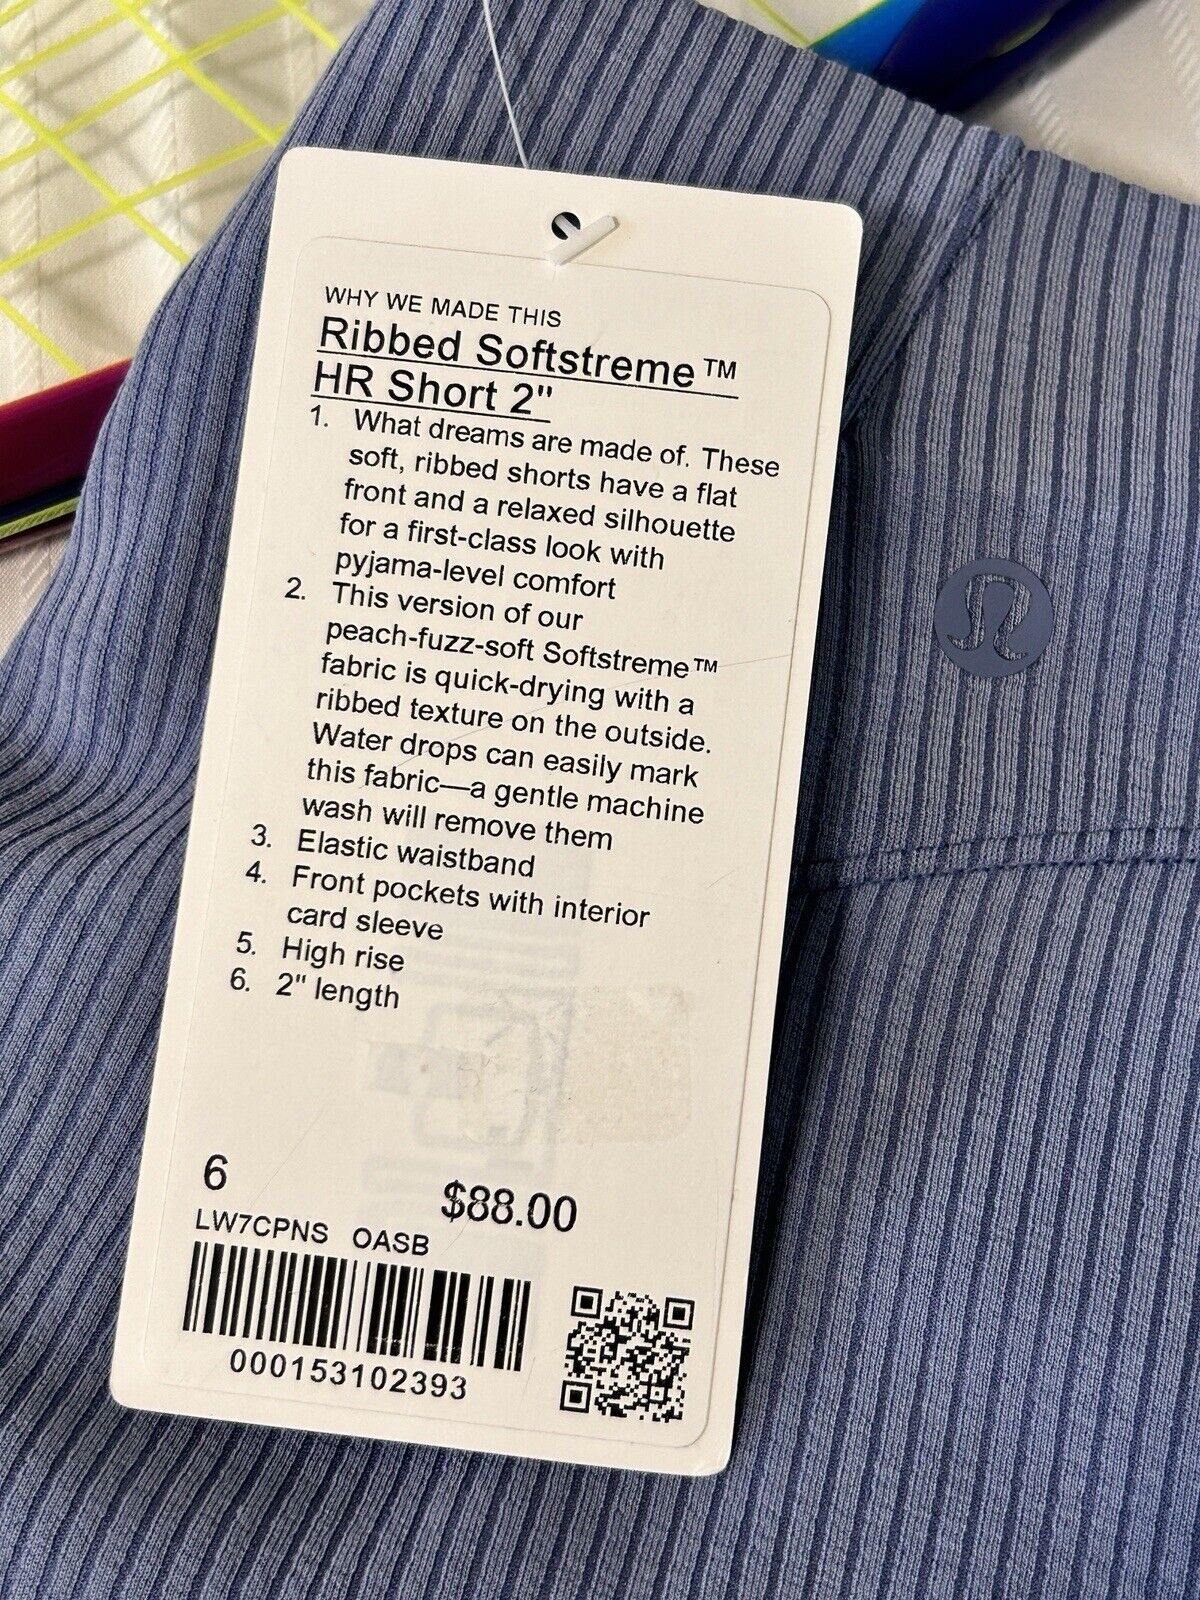 WHY WE MADE THIS
Ribbed Softstreme™
HR Short 2"
1. What dreams are made of. These
soft, ribbed shorts have a flat
front and a relaxed silhouette
for a first-class look with
pyjama-level comfort
2. This version of our
peach-fuzz-soft Softstreme™
fabric is quick-drying with a
ribbed texture on the outside.
Water drops can easily mark
this fabric—a gentle machine
wash will remove them
3. Elastic waistband
4. Front pockets with interior
card sleeve
5. High rise
6. 2" length
6 $88.00
LW7CPNS OASB
000153102393